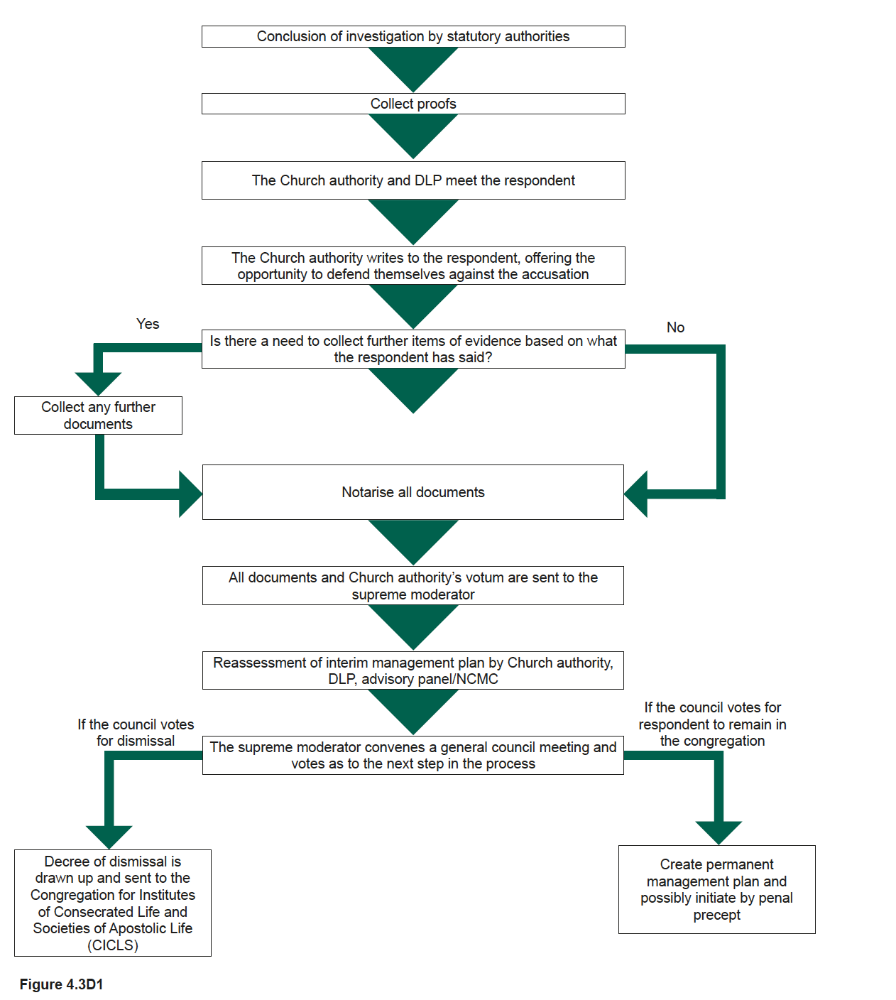 Conclusion of investigation by statutory authorities
Collect proofs
The Church authority and DLP meet the respondent
The Church authority writes to the respondent, offering the
opportunity to defend themselves against the accusation
Yes
No
Is there a need to collect further items of evidence based on what
the respondent has said?
Collect any further
documents
Notarise all documents
All documents and Church authority’s votum are sent to the
supreme moderator
Reassessment of interim management plan by Church authority,
DLP, advisory panel/NCMC
If the council votes
for dismissal
If the council votes for
respondent to remain in
the congregation
The supreme moderator convenes a general council meeting and
votes as to the next step in the process
Decree of dismissal is
drawn up and sent to the
Congregation for Institutes
of Consecrated Life and
Societies of Apostolic Life
(CICLS)
Create permanent
management plan and
possibly initiate by penal
precept
Figure 4.3D1